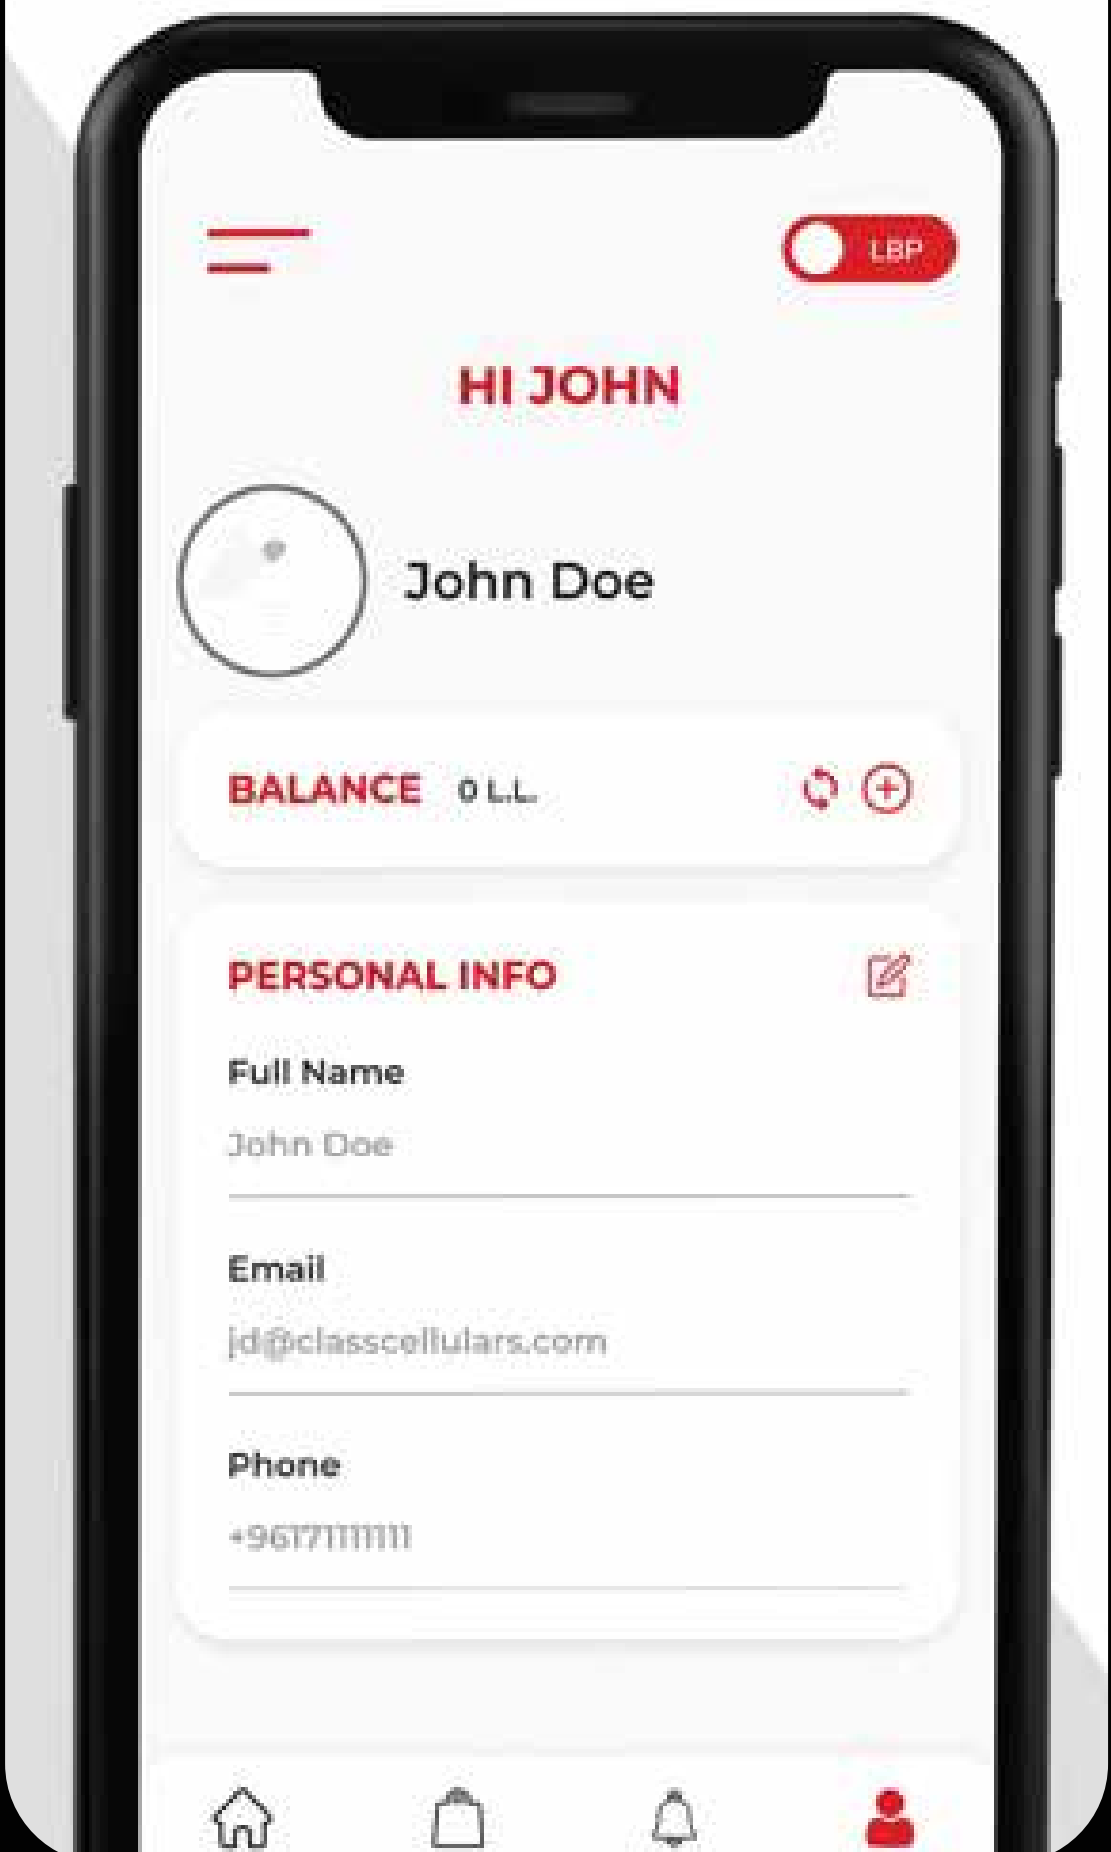 LBP
HI JOHN
John Doe
BALANCE 0 L.L.
PERSONAL INFO
Full Name
John Doe
Email
jd@classcellulars.com
Phone
+96171111111